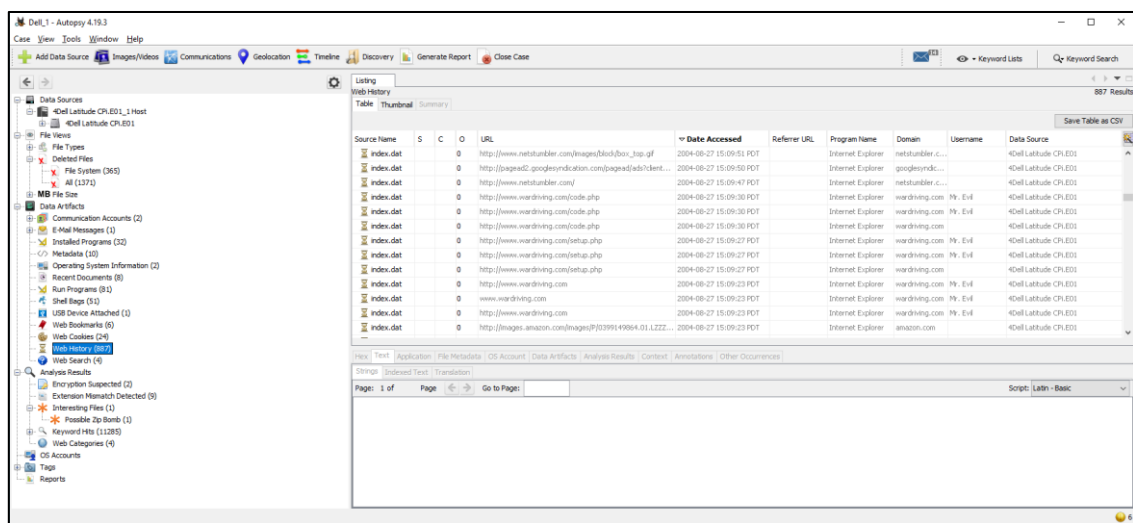 Dell_1 - Autopsy 4.19.3
Case View Tools Window Help
Add Data Source Images/Videos Communications Geolocation Timeline Discovery Generate Report Close Case Keyword Lists Keyword Search
Listing
Web History 887 Results
Table Thumbnail Summary
Save Table as CSV
Source Name S C O URL Date Accessed Referrer URL Program Name Domain Username Data Source
index.dat 0 http://www.netstumbler.com/images/block/box_top.gif 2004-08-27 15:09:51 PDT Internet Explorer netstumbler.c... 4Dell Latitude CPi.E01
index.dat 0 http://pagead2.googlesyndication.com/pagead/ads?client... 2004-08-27 15:09:50 PDT Internet Explorer googlesyndic... 4Dell Latitude CPi.E01
index.dat 0 http://www.netstumbler.com/ 2004-08-27 15:09:47 PDT Internet Explorer netstumbler.c... 4Dell Latitude CPi.E01
index.dat 0 http://www.wardriving.com/code.php 2004-08-27 15:09:30 PDT Internet Explorer wardriving.com Mr. Evil 4Dell Latitude CPi.E01
index.dat 0 http://www.wardriving.com/code.php 2004-08-27 15:09:30 PDT Internet Explorer wardriving.com Mr. Evil 4Dell Latitude CPi.E01
index.dat 0 http://www.wardriving.com/code.php 2004-08-27 15:09:30 PDT Internet Explorer wardriving.com 4Dell Latitude CPi.E01
index.dat 0 http://www.wardriving.com/setup.php 2004-08-27 15:09:27 PDT Internet Explorer wardriving.com Mr. Evil 4Dell Latitude CPi.E01
index.dat 0 http://www.wardriving.com/setup.php 2004-08-27 15:09:27 PDT Internet Explorer wardriving.com Mr. Evil 4Dell Latitude CPi.E01
index.dat 0 http://www.wardriving.com/setup.php 2004-08-27 15:09:27 PDT Internet Explorer wardriving.com 4Dell Latitude CPi.E01
index.dat 0 http://www.wardriving.com 2004-08-27 15:09:23 PDT Internet Explorer wardriving.com Mr. Evil 4Dell Latitude CPi.E01
index.dat 0 www.wardriving.com 2004-08-27 15:09:23 PDT Internet Explorer wardriving.com Mr. Evil 4Dell Latitude CPi.E01
index.dat 0 http://www.wardriving.com 2004-08-27 15:09:23 PDT Internet Explorer wardriving.com Mr. Evil 4Dell Latitude CPi.E01
index.dat 0 http://images.amazon.com/images/P/0399149864.01.LZZZ... 2004-08-27 15:09:23 PDT Internet Explorer amazon.com 4Dell Latitude CPi.E01
Data Sources
4Dell Latitude CPi.E01_1 Host
4Dell Latitude CPi.E01
File Views
File Types
Deleted Files
File System (365)
All (1371)
MB File Size
Data Artifacts
Communication Accounts (2)
E-Mail Messages (1)
Installed Programs (32)
Metadata (10)
Operating System Information (2)
Recent Documents (8)
Run Programs (81)
Shell Bags (51)
USB Device Attached (1)
Web Bookmarks (6)
Web Cookies (24)
Web History (887)
Web Search (4)
Analysis Results
Encryption Suspected (2)
Extension Mismatch Detected (9)
Interesting Files (1)
Possible Zip Bomb (1)
Keyword Hits (11285)
Web Categories (4)
OS Accounts
Tags
Reports
Hex Text Application File Metadata OS Account Data Artifacts Analysis Results Context Annotations Other Occurrences
Strings Indexed Text Translation
Page: 1 of Page Go to Page: Script: Latin - Basic
6